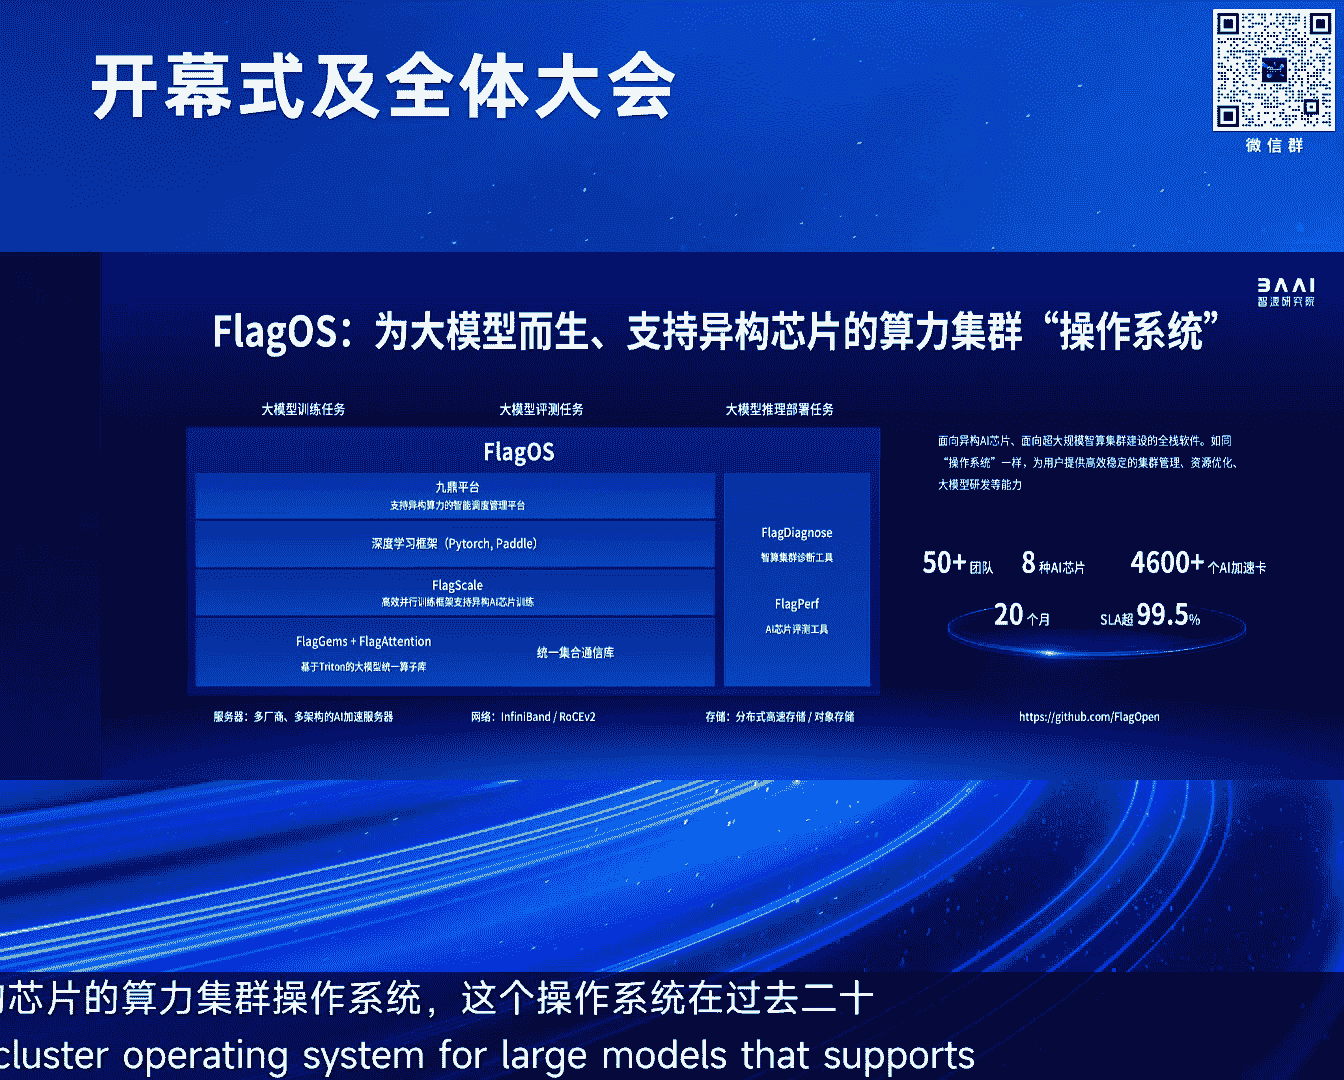 开幕式及全体大会
微信群
BAAI
智源研究院
FlagOS：为大模型而生、支持异构芯片的算力集群“操作系统”
大模型训练任务
大模型评测任务
大模型推理部署任务
FlagOS
九鼎平台
支持异构算力的智能调度管理平台
深度学习框架（Pytorch, Paddle）
FlagScale
高效并行训练框架支持异构AI芯片训练
FlagGems + FlagAttention
基于Triton的大模型统一算子库
统一集合通信库
FlagDiagnose
智算集群诊断工具
FlagPerf
AI芯片评测工具
服务器：多厂商、多架构的AI加速服务器
网络：InfiniBand / RoCEv2
存储：分布式高速存储 / 对象存储
面向异构AI芯片、面向超大规模智算集群建设的全栈软件。如同
“操作系统”一样，为用户提供高效稳定的集群管理、资源优化、
大模型研发等能力
50+团队
8种AI芯片
4600+个AI加速卡
20个月
SLA超99.5%
https://github.com/FlagOpen
芯片的算力集群操作系统，这个操作系统在过去二十
cluster operating system for large models that supports